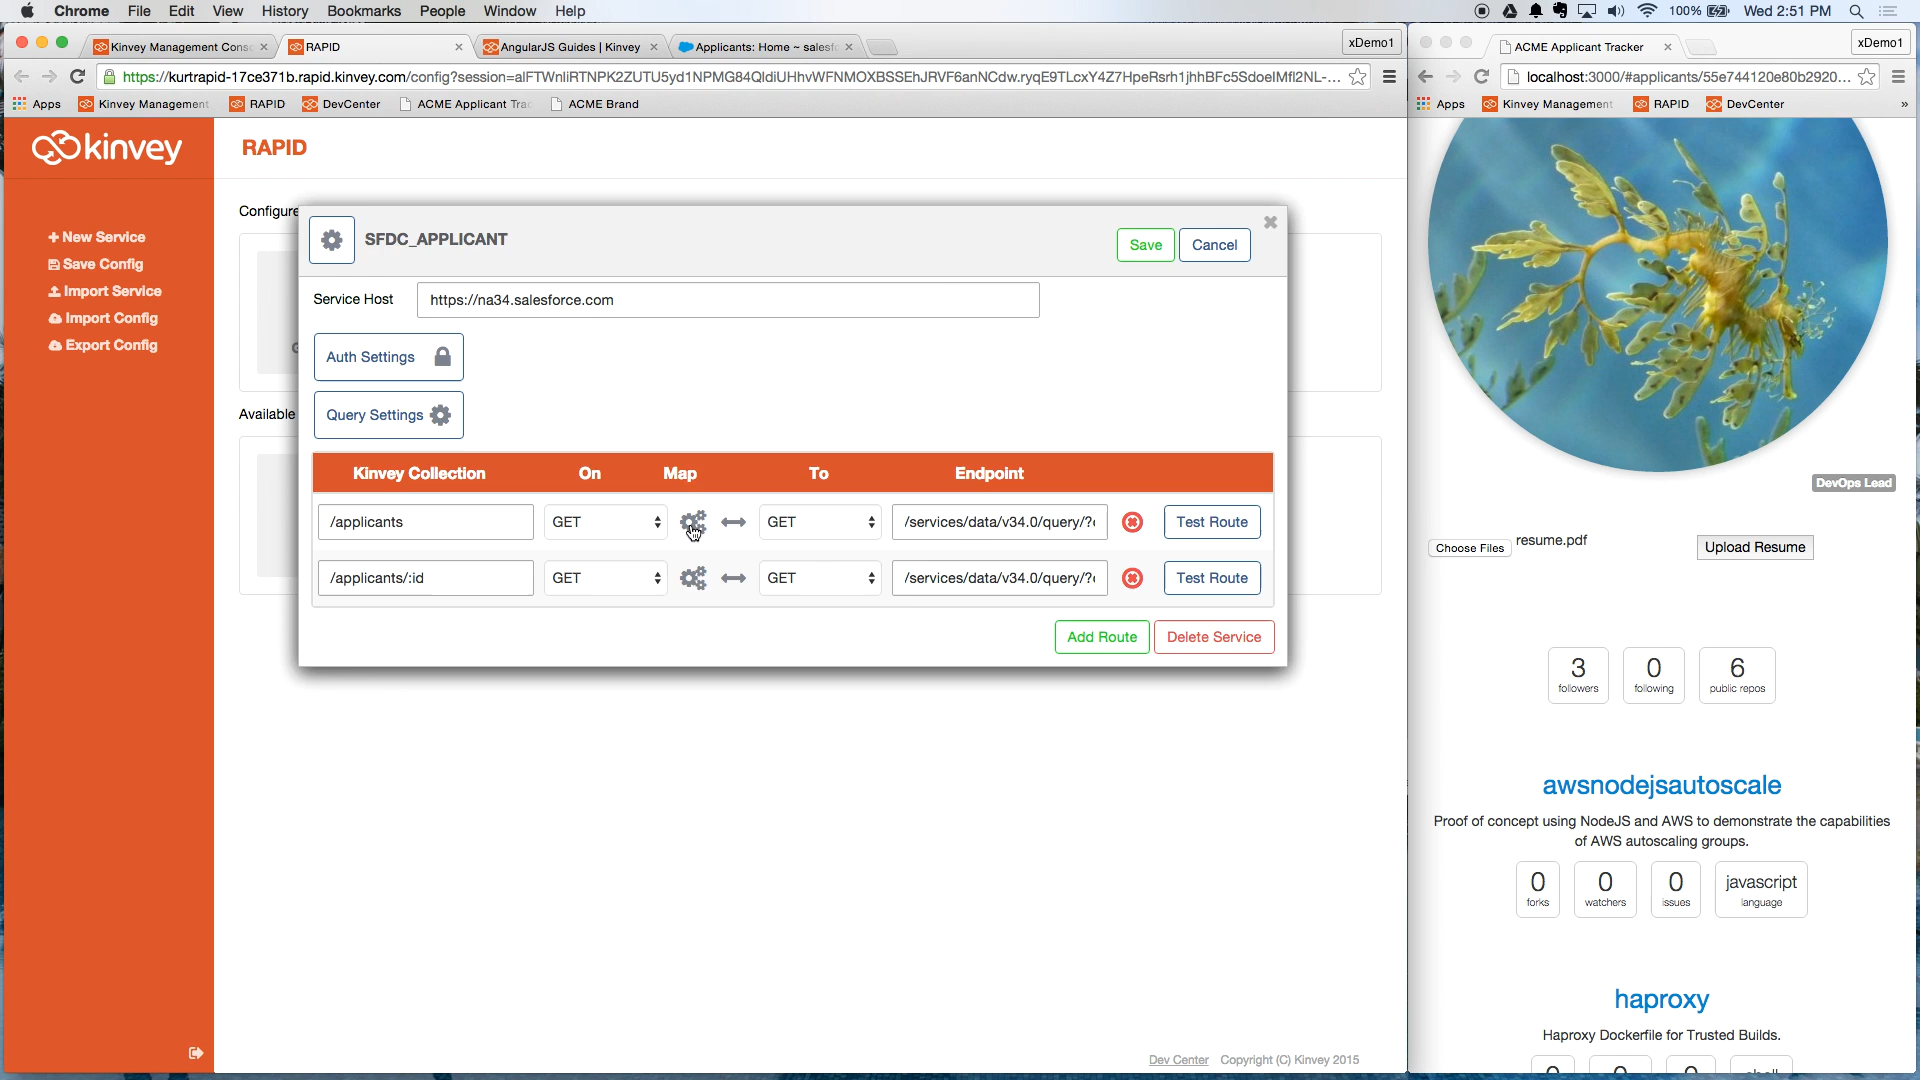 Chrome File Edit View History Bookmarks People Window Help
100% Wed 2:51 PM
Kinvey Management Conso
RAPID
AngularJS Guides | Kinvey
Applicants: Home ~ salesfo
xDemo1
https://kurtrapid-17ce371b.rapid.kinvey.com/config?session=
Apps Kinvey Management RAPID DevCenter ACME Applicant Tra ACME Brand
kinvey
RAPID
New Service
Save Config
Import Service
Import Config
Export Config
Configure
Available
SFDC_APPLICANT
Save Cancel
Service Host https://na34.salesforce.com
Auth Settings
Query Settings
Kinvey Collection On Map To Endpoint
/applicants GET GET /services/data/v34.0/query/? Test Route
/applicants/:id GET GET /services/data/v34.0/query/? Test Route
Add Route Delete Service
Dev Center Copyright (C) Kinvey 2015
ACME Applicant Tracker
xDemo1
localhost:3000/#applicants/55e744120e80b2920...
Apps Kinvey Management RAPID DevCenter »
DevOps Lead
Choose Files resume.pdf Upload Resume
3 0 6
followers following public repos
awsnodejsautoscale
Proof of concept using NodeJS and AWS to demonstrate the capabilities
of AWS autoscaling groups.
0 0 0 javascript
forks watchers issues language
haproxy
Haproxy Dockerfile for Trusted Builds.